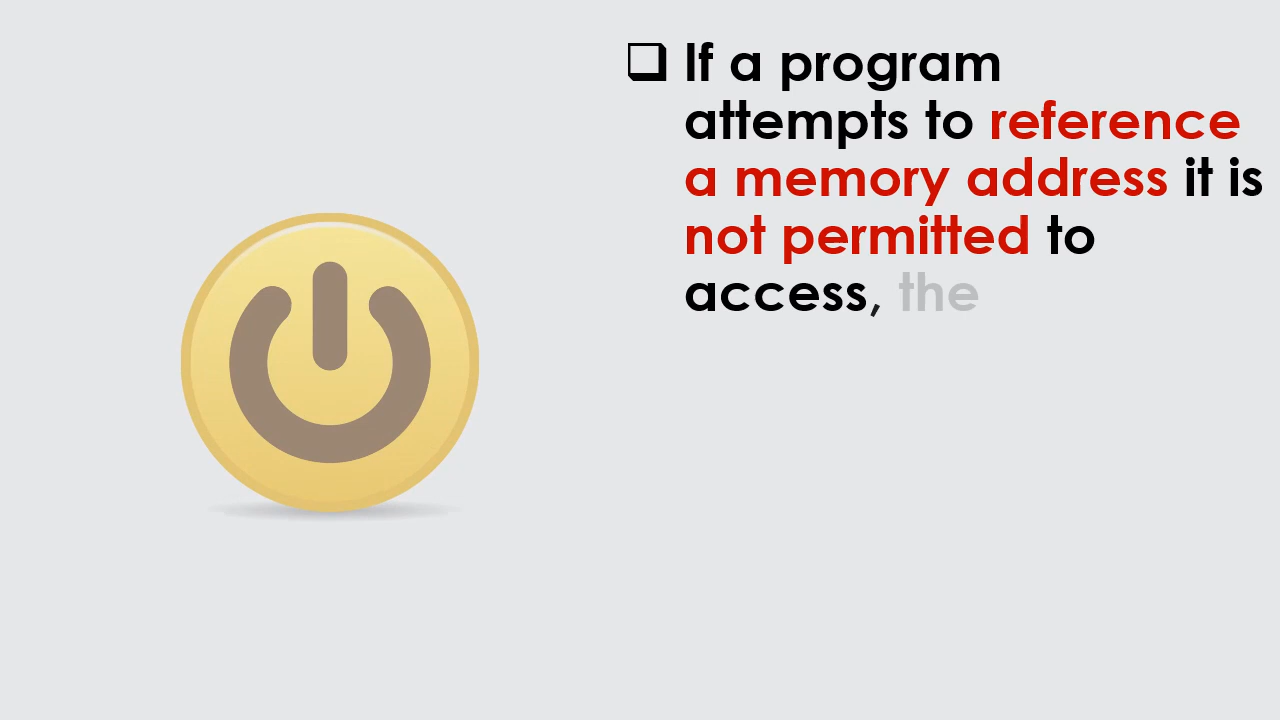 ❑ If a program
attempts to reference
a memory address it is
not permitted to
access, the